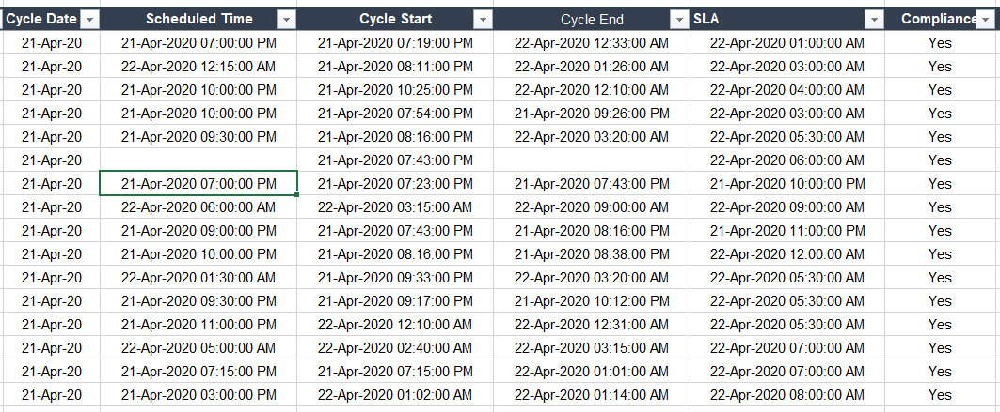 Cycle Date Scheduled Time Cycle Start Cycle End SLA Compliance
21-Apr-20 21-Apr-2020 07:00:00 PM 21-Apr-2020 07:19:00 PM 22-Apr-2020 12:33:00 AM 22-Apr-2020 01:00:00 AM Yes
21-Apr-20 22-Apr-2020 12:15:00 AM 21-Apr-2020 08:11:00 PM 22-Apr-2020 01:26:00 AM 22-Apr-2020 03:00:00 AM Yes
21-Apr-20 21-Apr-2020 10:00:00 PM 21-Apr-2020 10:25:00 PM 22-Apr-2020 12:10:00 AM 22-Apr-2020 04:00:00 AM Yes
21-Apr-20 21-Apr-2020 10:00:00 PM 21-Apr-2020 07:54:00 PM 21-Apr-2020 09:26:00 PM 22-Apr-2020 03:00:00 AM Yes
21-Apr-20 21-Apr-2020 09:30:00 PM 21-Apr-2020 08:16:00 PM 22-Apr-2020 03:20:00 AM 22-Apr-2020 05:30:00 AM Yes
21-Apr-20 21-Apr-2020 07:43:00 PM 22-Apr-2020 06:00:00 AM Yes
21-Apr-20 21-Apr-2020 07:00:00 PM 21-Apr-2020 07:23:00 PM 21-Apr-2020 07:43:00 PM 21-Apr-2020 10:00:00 PM Yes
21-Apr-20 22-Apr-2020 06:00:00 AM 22-Apr-2020 03:15:00 AM 22-Apr-2020 09:00:00 AM 22-Apr-2020 09:00:00 AM Yes
21-Apr-20 21-Apr-2020 09:00:00 PM 21-Apr-2020 07:43:00 PM 21-Apr-2020 08:16:00 PM 21-Apr-2020 11:00:00 PM Yes
21-Apr-20 21-Apr-2020 10:00:00 PM 21-Apr-2020 08:16:00 PM 21-Apr-2020 08:38:00 PM 22-Apr-2020 12:00:00 AM Yes
21-Apr-20 22-Apr-2020 01:30:00 AM 21-Apr-2020 09:33:00 PM 22-Apr-2020 03:20:00 AM 22-Apr-2020 05:30:00 AM Yes
21-Apr-20 21-Apr-2020 09:30:00 PM 21-Apr-2020 09:17:00 PM 21-Apr-2020 10:12:00 PM 22-Apr-2020 05:30:00 AM Yes
21-Apr-20 21-Apr-2020 11:00:00 PM 22-Apr-2020 12:10:00 AM 22-Apr-2020 12:31:00 AM 22-Apr-2020 05:30:00 AM Yes
21-Apr-20 22-Apr-2020 05:00:00 AM 22-Apr-2020 02:40:00 AM 22-Apr-2020 03:15:00 AM 22-Apr-2020 07:00:00 AM Yes
21-Apr-20 21-Apr-2020 07:15:00 PM 21-Apr-2020 07:15:00 PM 22-Apr-2020 01:01:00 AM 22-Apr-2020 07:00:00 AM Yes
21-Apr-20 21-Apr-2020 03:00:00 PM 22-Apr-2020 01:02:00 AM 22-Apr-2020 01:14:00 AM 22-Apr-2020 08:00:00 AM Yes